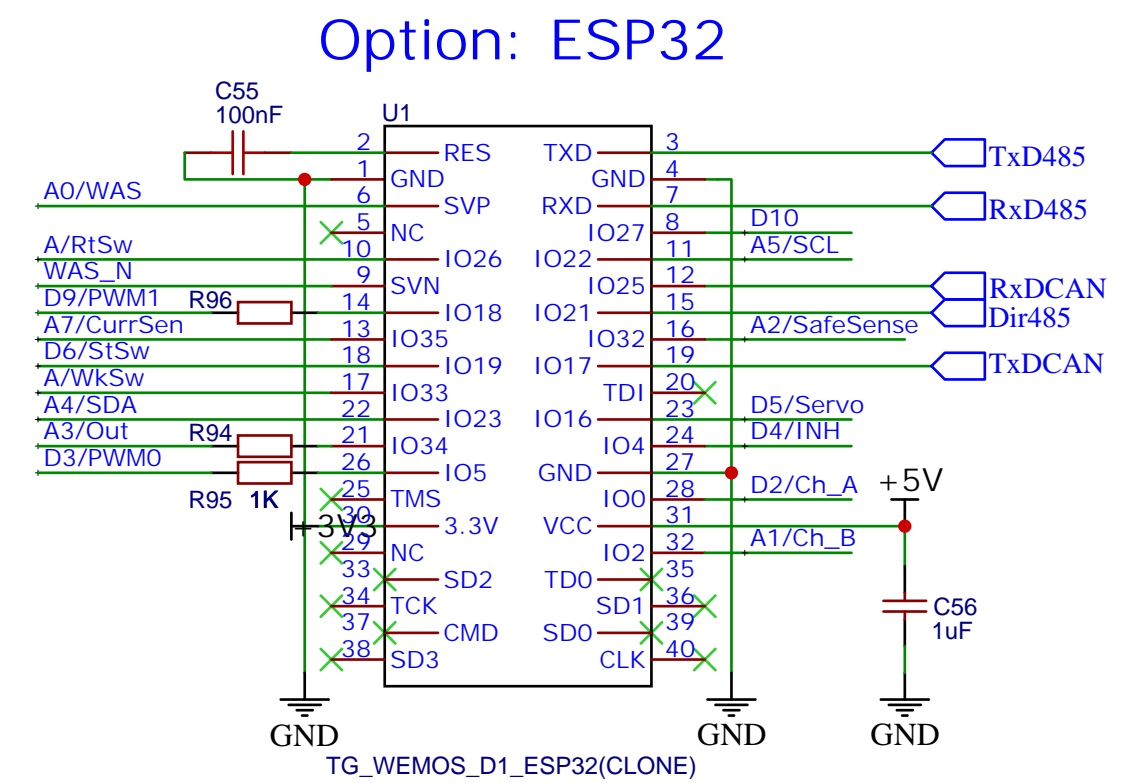 Option: ESP32
C55
100nF
U1
2 RES TXD 3 TxD485
1 GND GND 4
A0/WAS 6 SVP RXD 7 RxD485
5 NC IO27 8 D10
A/RtSw 10 IO26 IO22 11 A5/SCL
WAS_N 9 SVN IO25 12 RxDCAN
D9/PWM1 R96 14 IO18 IO21 15 Dir485
A7/CurrSen 13 IO35 IO32 16 A2/SafeSense
D6/StSw 18 IO19 IO17 19 TxDCAN
A/WkSw 17 IO33 TDI 20
A4/SDA 22 IO23 IO16 23 D5/Servo
A3/Out R94 21 IO34 IO4 24 D4/INH
D3/PWM0 26 IO5 GND 27
R95 1K 25 TMS IO0 28 D2/Ch_A +5V
+3V3 30 3.3V VCC 31
29 NC IO2 32 A1/Ch_B
33 SD2 TD0 35
34 TCK SD1 36 C56
37 CMD SD0 39 1uF
38 SD3 CLK 40
GND GND GND
TG_WEMOS_D1_ESP32(CLONE)